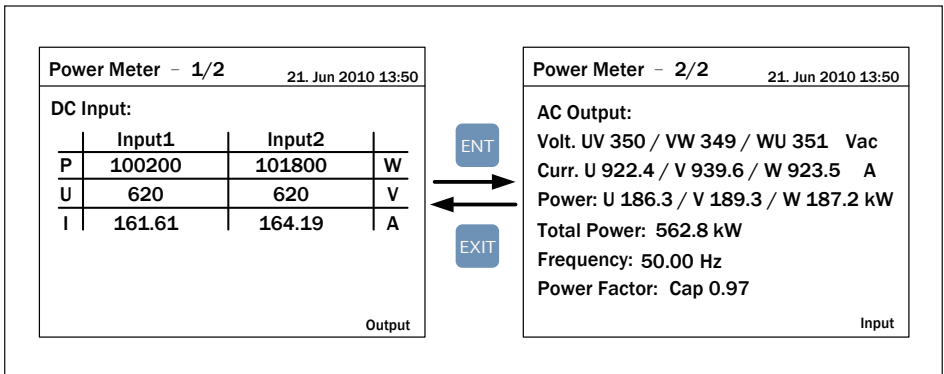 Power Meter – 1/2 21. Jun 2010 13:50
DC Input:
Input1 Input2
P 100200 101800 W
U 620 620 V
I 161.61 164.19 A
Output
ENT
EXIT
Power Meter – 2/2 21. Jun 2010 13:50
AC Output:
Volt. UV 350 / VW 349 / WU 351 Vac
Curr. U 922.4 / V 939.6 / W 923.5 A
Power: U 186.3 / V 189.3 / W 187.2 kW
Total Power: 562.8 kW
Frequency: 50.00 Hz
Power Factor: Cap 0.97
Input